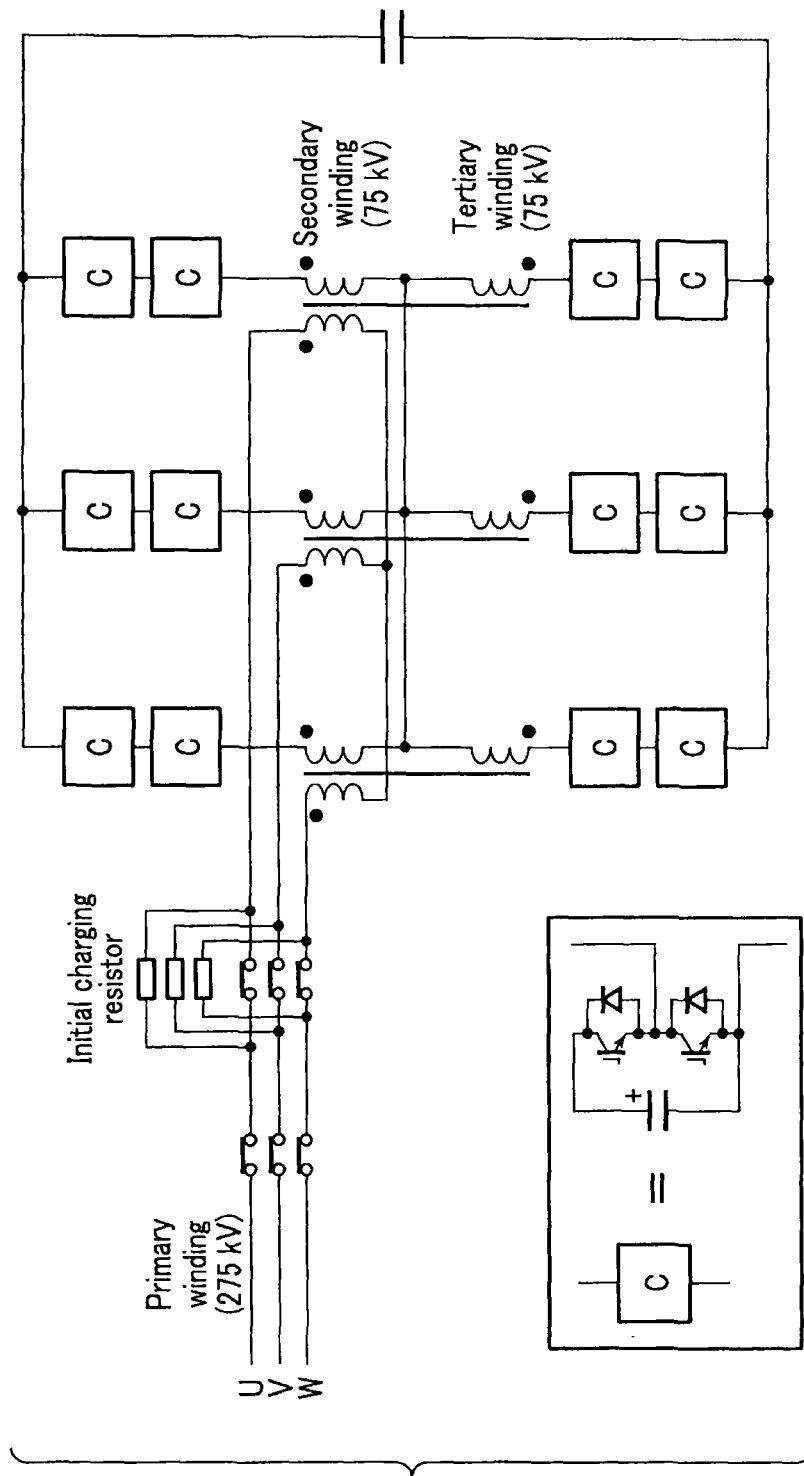 Primary
winding
(275 kV)
U
V
W
Initial charging
resistor
C
C
C
C
C
C
Secondary
winding
(75 kV)
Tertiary
winding
(75 kV)
C
C
C
C
C
C
C
=
+